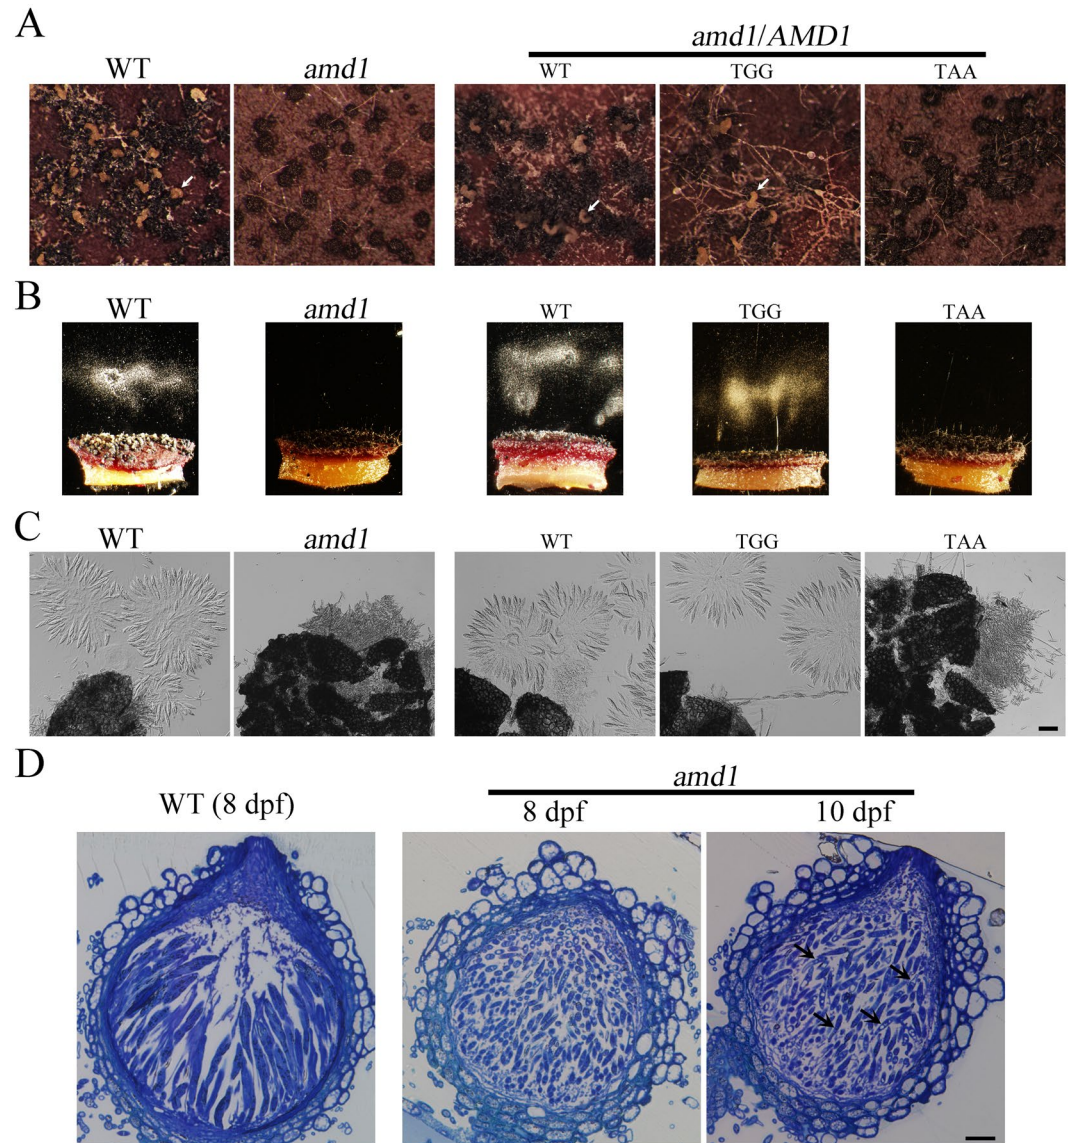 A
amd1/AMD1
WT amd1 WT TGG TAA
B
WT amd1 WT TGG TAA
C
WT amd1 WT TGG TAA
D
amd1
WT (8 dpf) 8 dpf 10 dpf